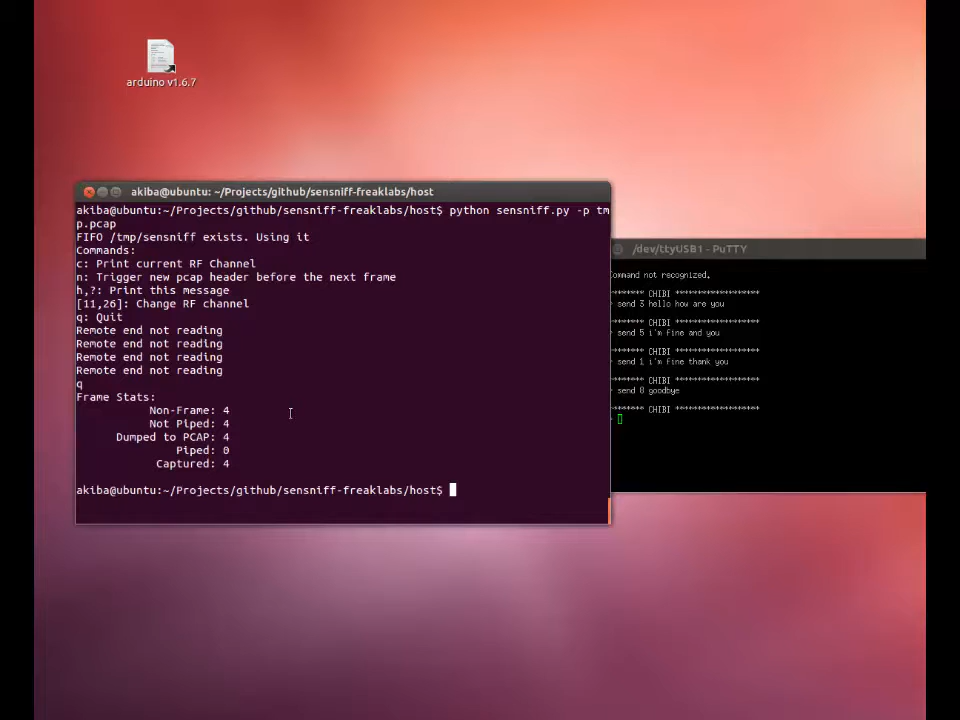 arduino v1.6.7
akiba@ubuntu: ~/Projects/github/sensniff-freaklabs/host
akiba@ubuntu:~/Projects/github/sensniff-freaklabs/host$ python sensniff.py -p tm
p.pcap
FIFO /tmp/sensniff exists. Using it
Commands:
c: Print current RF Channel
n: Trigger new pcap header before the next frame
h,?: Print this message
[11,26]: Change RF channel
q: Quit
Remote end not reading
Remote end not reading
Remote end not reading
Remote end not reading
q
Frame Stats:
Non-Frame: 4
Not Piped: 4
Dumped to PCAP: 4
Piped: 0
Captured: 4
akiba@ubuntu:~/Projects/github/sensniff-freaklabs/host$
/dev/ttyUSB1 - PuTTY
ommand not recognized.
******* CHIBI *******************
send 3 hello how are you
******* CHIBI *******************
send 5 i'm fine and you
******* CHIBI *******************
send 1 i'm fine thank you
******* CHIBI *******************
send 8 goodbye
******* CHIBI *******************